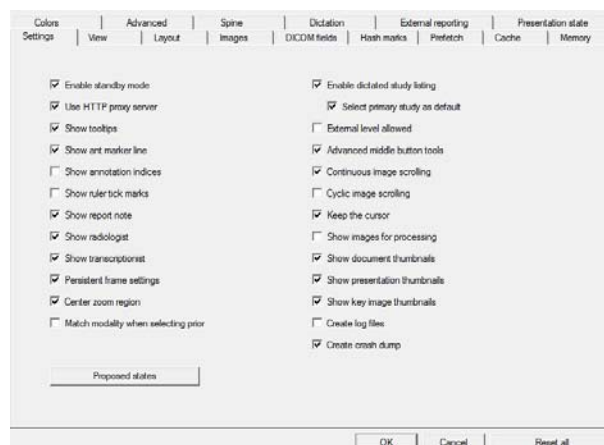 Colors Advanced Spine Dictation External reporting Presentation state
Settings View Layout Images DICOM fields Hash marks Prefetch Cache Memory
Enable standby mode
Use HTTP proxy server
Show tooltips
Show ant marker line
Show annotation indices
Show ruler tick marks
Show report note
Show radiologist
Show transcriptionist
Persistent frame settings
Center zoom region
Match modality when selecting prior
Proposed states
Enable dictated study listing
Select primary study as default
External level allowed
Advanced middle button tools
Continuous image scrolling
Cyclic image scrolling
Keep the cursor
Show images for processing
Show document thumbnails
Show presentation thumbnails
Show key image thumbnails
Create log files
Create crash dump
OK Cancel Reset all